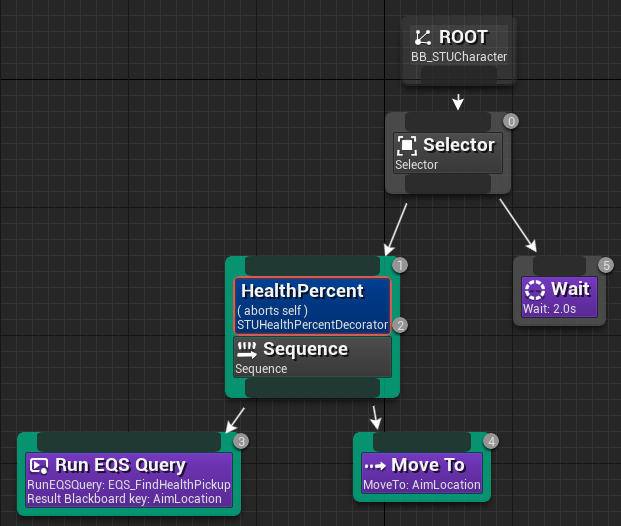 ROOT
BB_STUCharacter
0
Selector
Selector
1
HealthPercent
( aborts self )
STUHealthPercentDecorator
2
Sequence
Sequence
5
Wait
Wait: 2.0s
3
Run EQS Query
RunEQSQuery: EQS_FindHealthPickup
Result Blackboard key: AimLocation
4
Move To
MoveTo: AimLocation